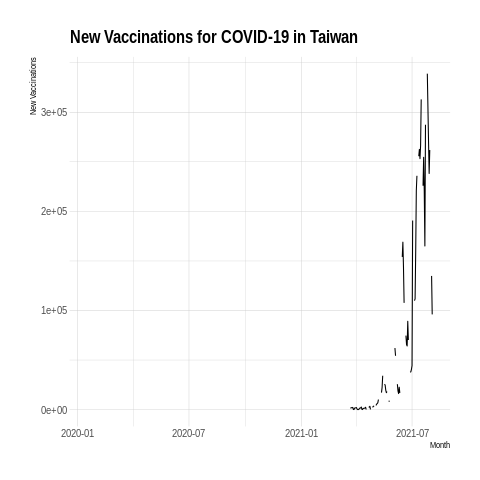 New Vaccinations for COVID-19 in Taiwan
New Vaccinations
3e+05
2e+05
1e+05
0e+00
2020-01 2020-07 2021-01 2021-07
Month